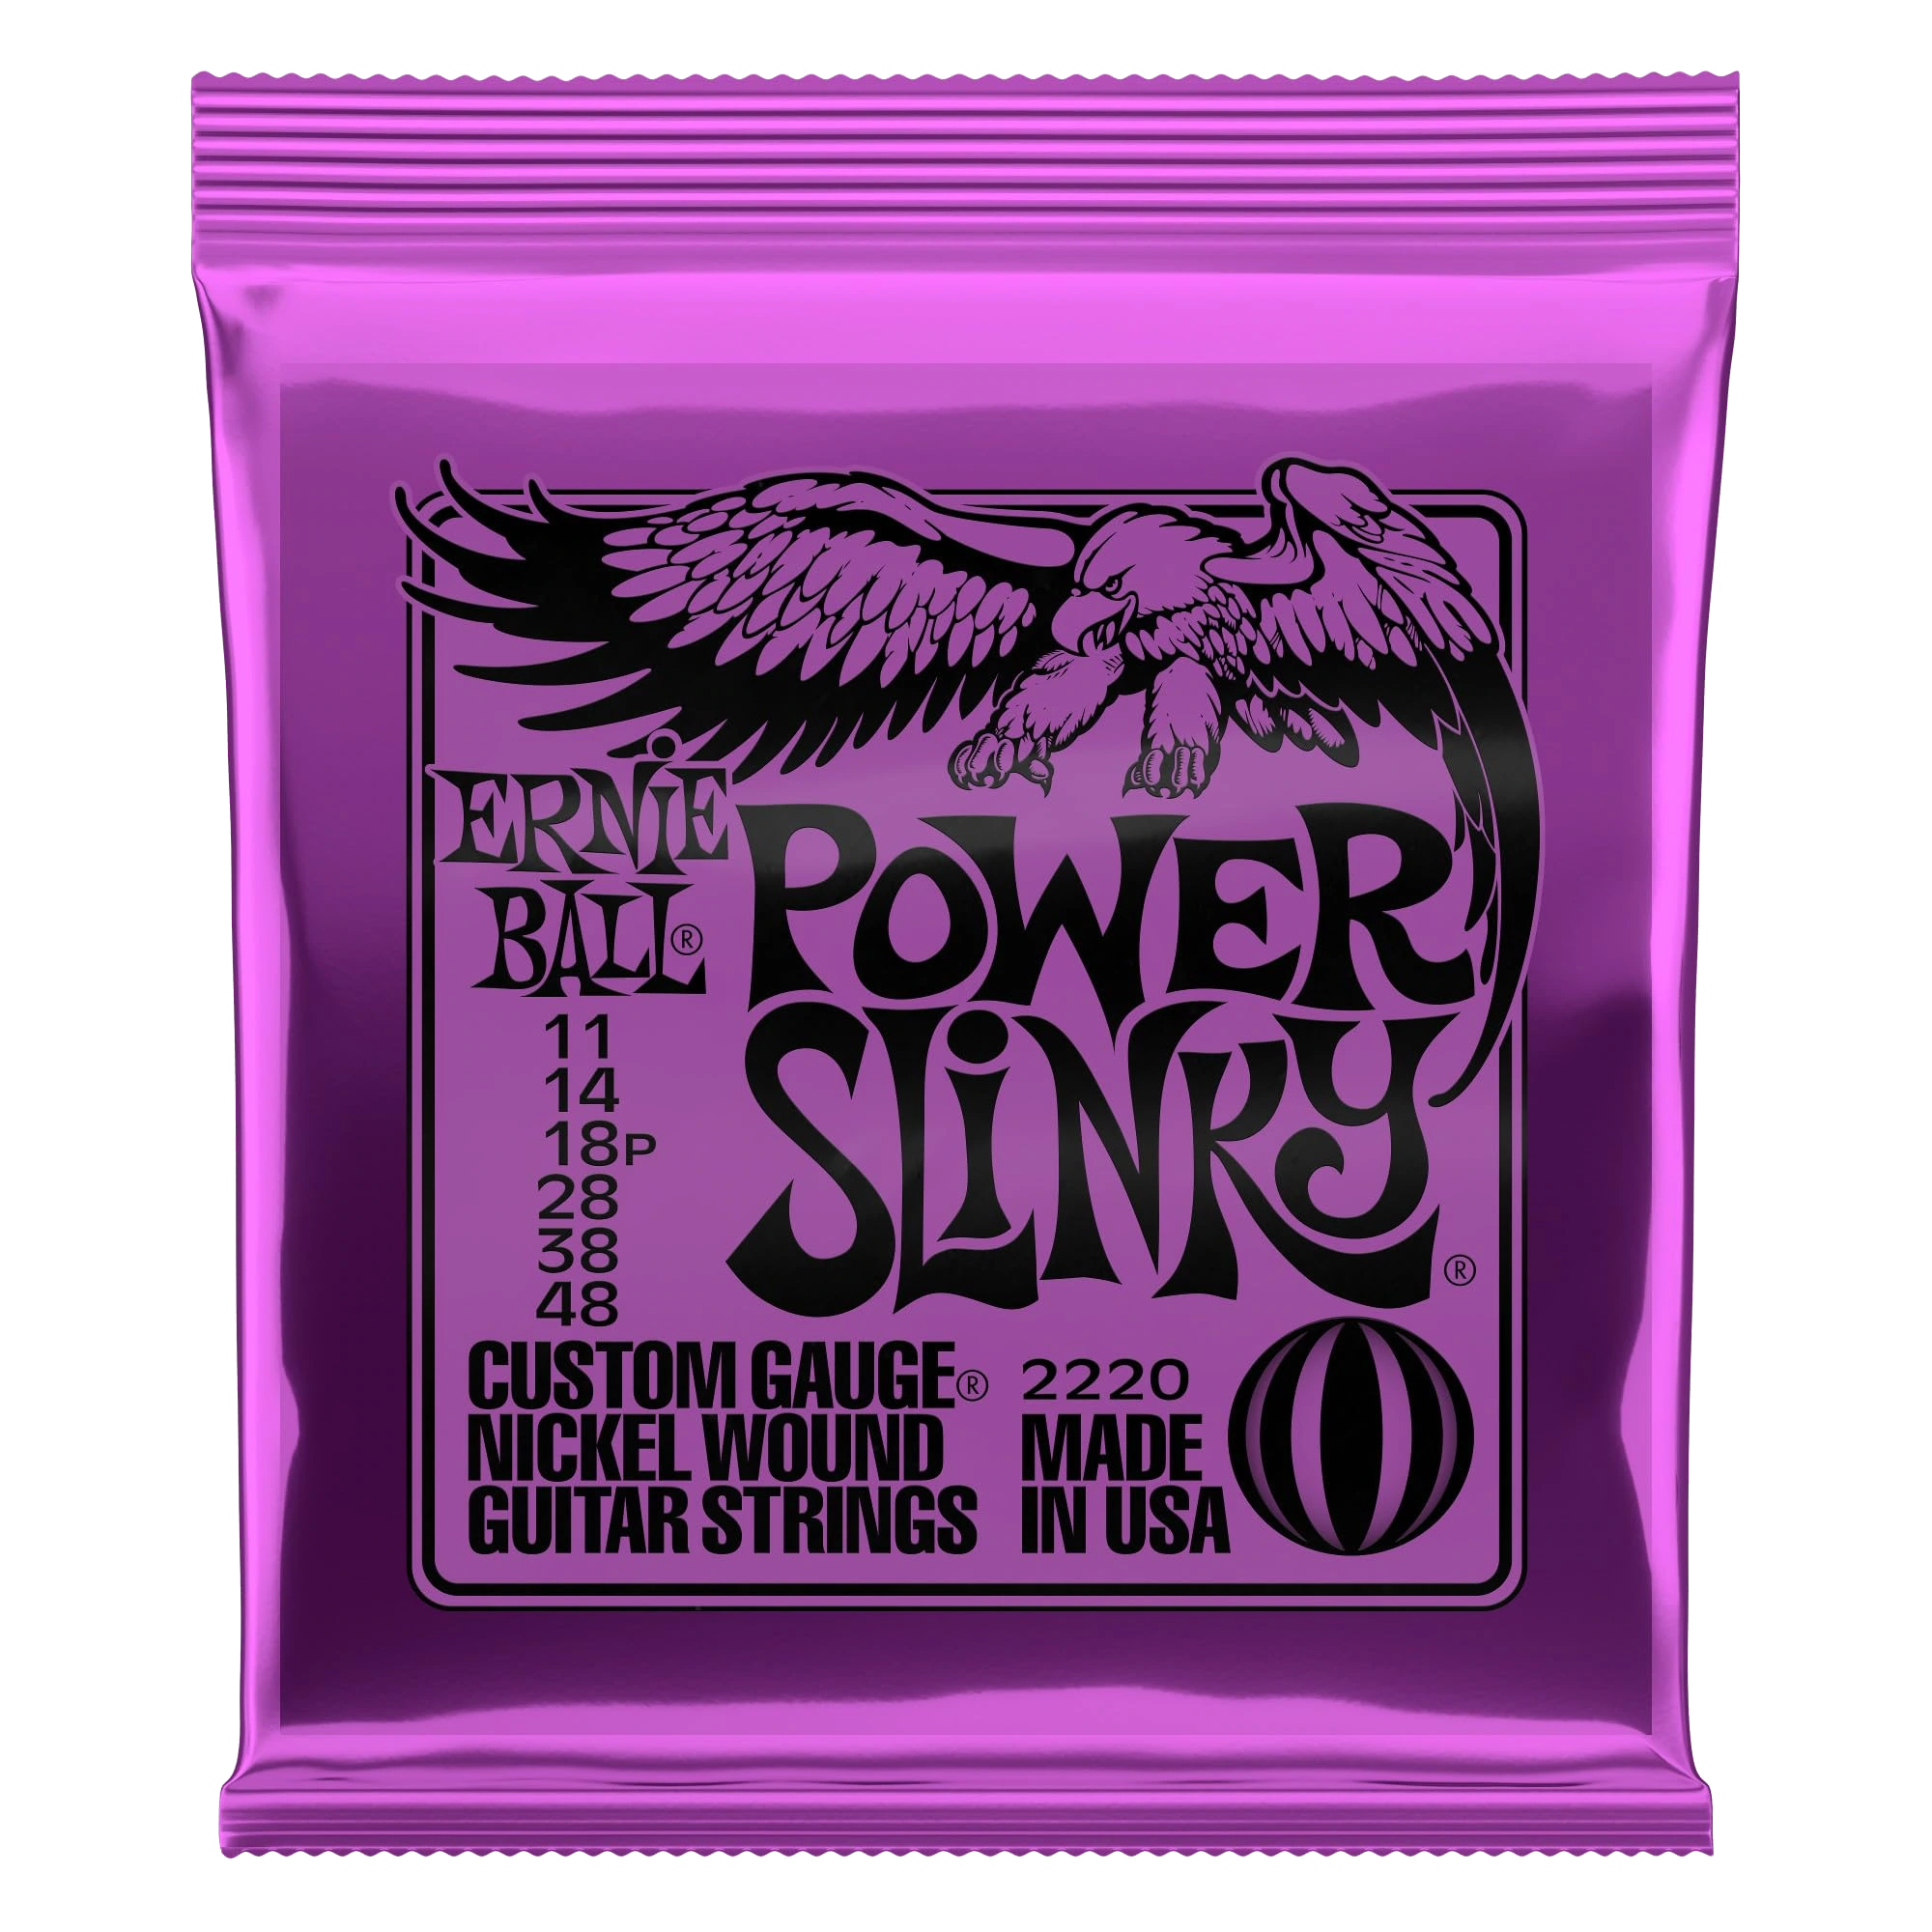 ERNiE
BALL®
POWER
SLiNKY®
11
14
18P
28
38
48
CUSTOM GAUGE®
NICKEL WOUND
GUITAR STRINGS
2220
MADE
IN USA